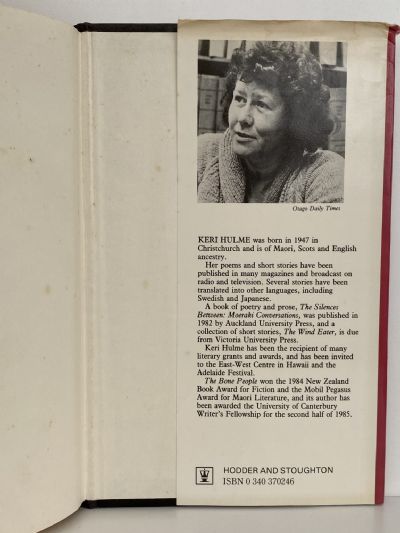 Otago Daily Times
KERI HULME was born in 1947 in
Christchurch and is of Maori, Scots and English
ancestry.
Her poems and short stories have been
published in many magazines and broadcast on
radio and television. Several stories have been
translated into other languages, including
Swedish and Japanese.
A book of poetry and prose, The Silences
Between: Moeraki Conversations, was published in
1982 by Auckland University Press, and a
collection of short stories, The Wind Eater, is due
from Victoria University Press.
Keri Hulme has been the recipient of many
literary grants and awards, and has been invited
to the East-West Centre in Hawaii and the
Adelaide Festival.
The Bone People won the 1984 New Zealand
Book Award for Fiction and the Mobil Pegasus
Award for Maori Literature, and its author has
been awarded the University of Canterbury
Writer's Fellowship for the second half of 1985.
HODDER AND STOUGHTON
ISBN 0 340 370246